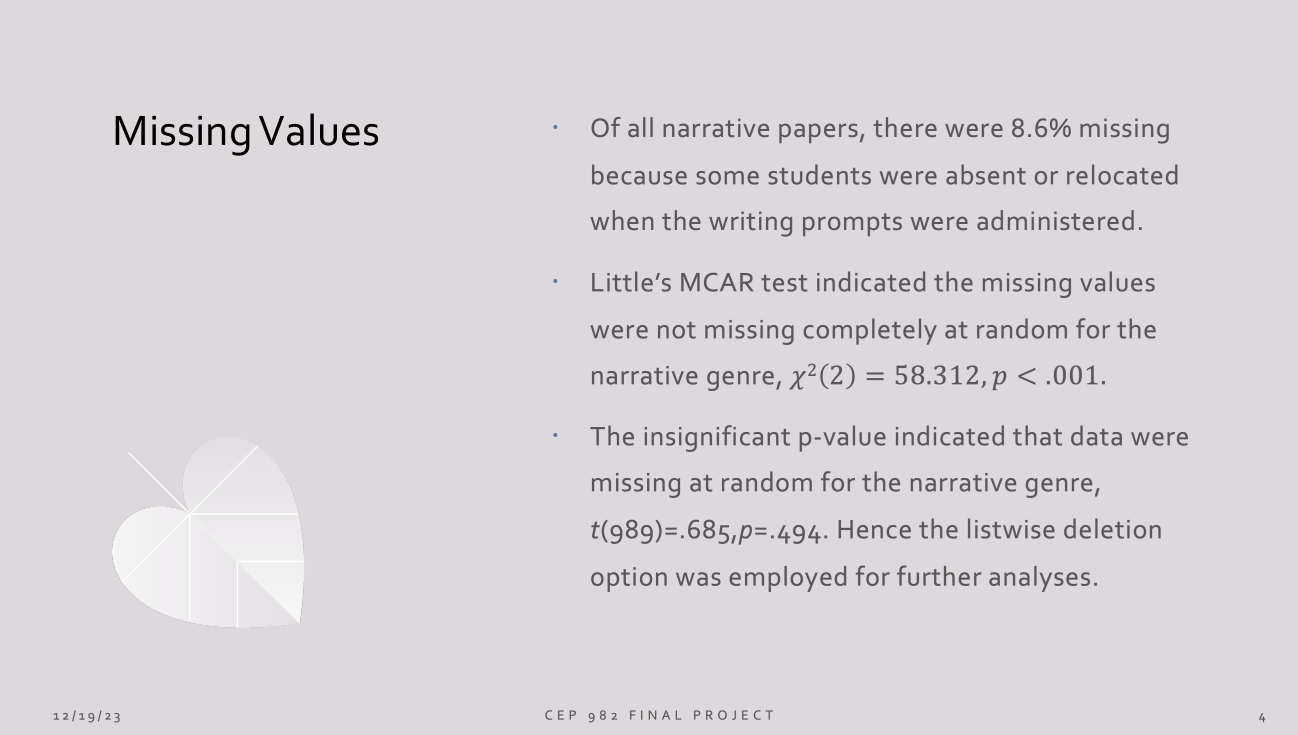 Missing Values
· Of all narrative papers, there were 8.6% missing
because some students were absent or relocated
when the writing prompts were administered.
· Little’s MCAR test indicated the missing values
were not missing completely at random for the
narrative genre, χ²(2) = 58.312, p < .001.
· The insignificant p-value indicated that data were
missing at random for the narrative genre,
t(989)=.685,p=.494. Hence the listwise deletion
option was employed for further analyses.
12/19/23
CEP 982 FINAL PROJECT
4